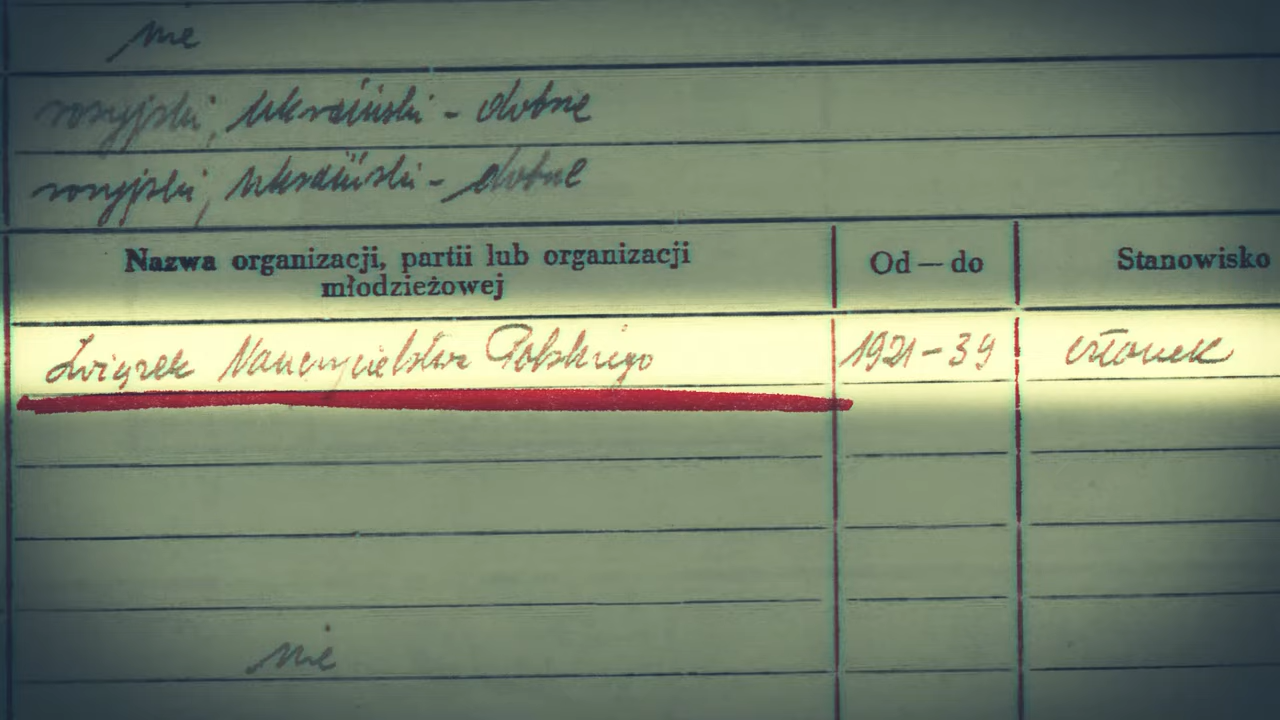 nie
rosyjski, ukraiński - dobrze
rosyjski, ukraiński - dobrze
Nazwa organizacji, partii lub organizacji młodzieżowej
Od — do
Stanowisko
Związek Nauczycielstwa Polskiego
1921-39
członek
nie